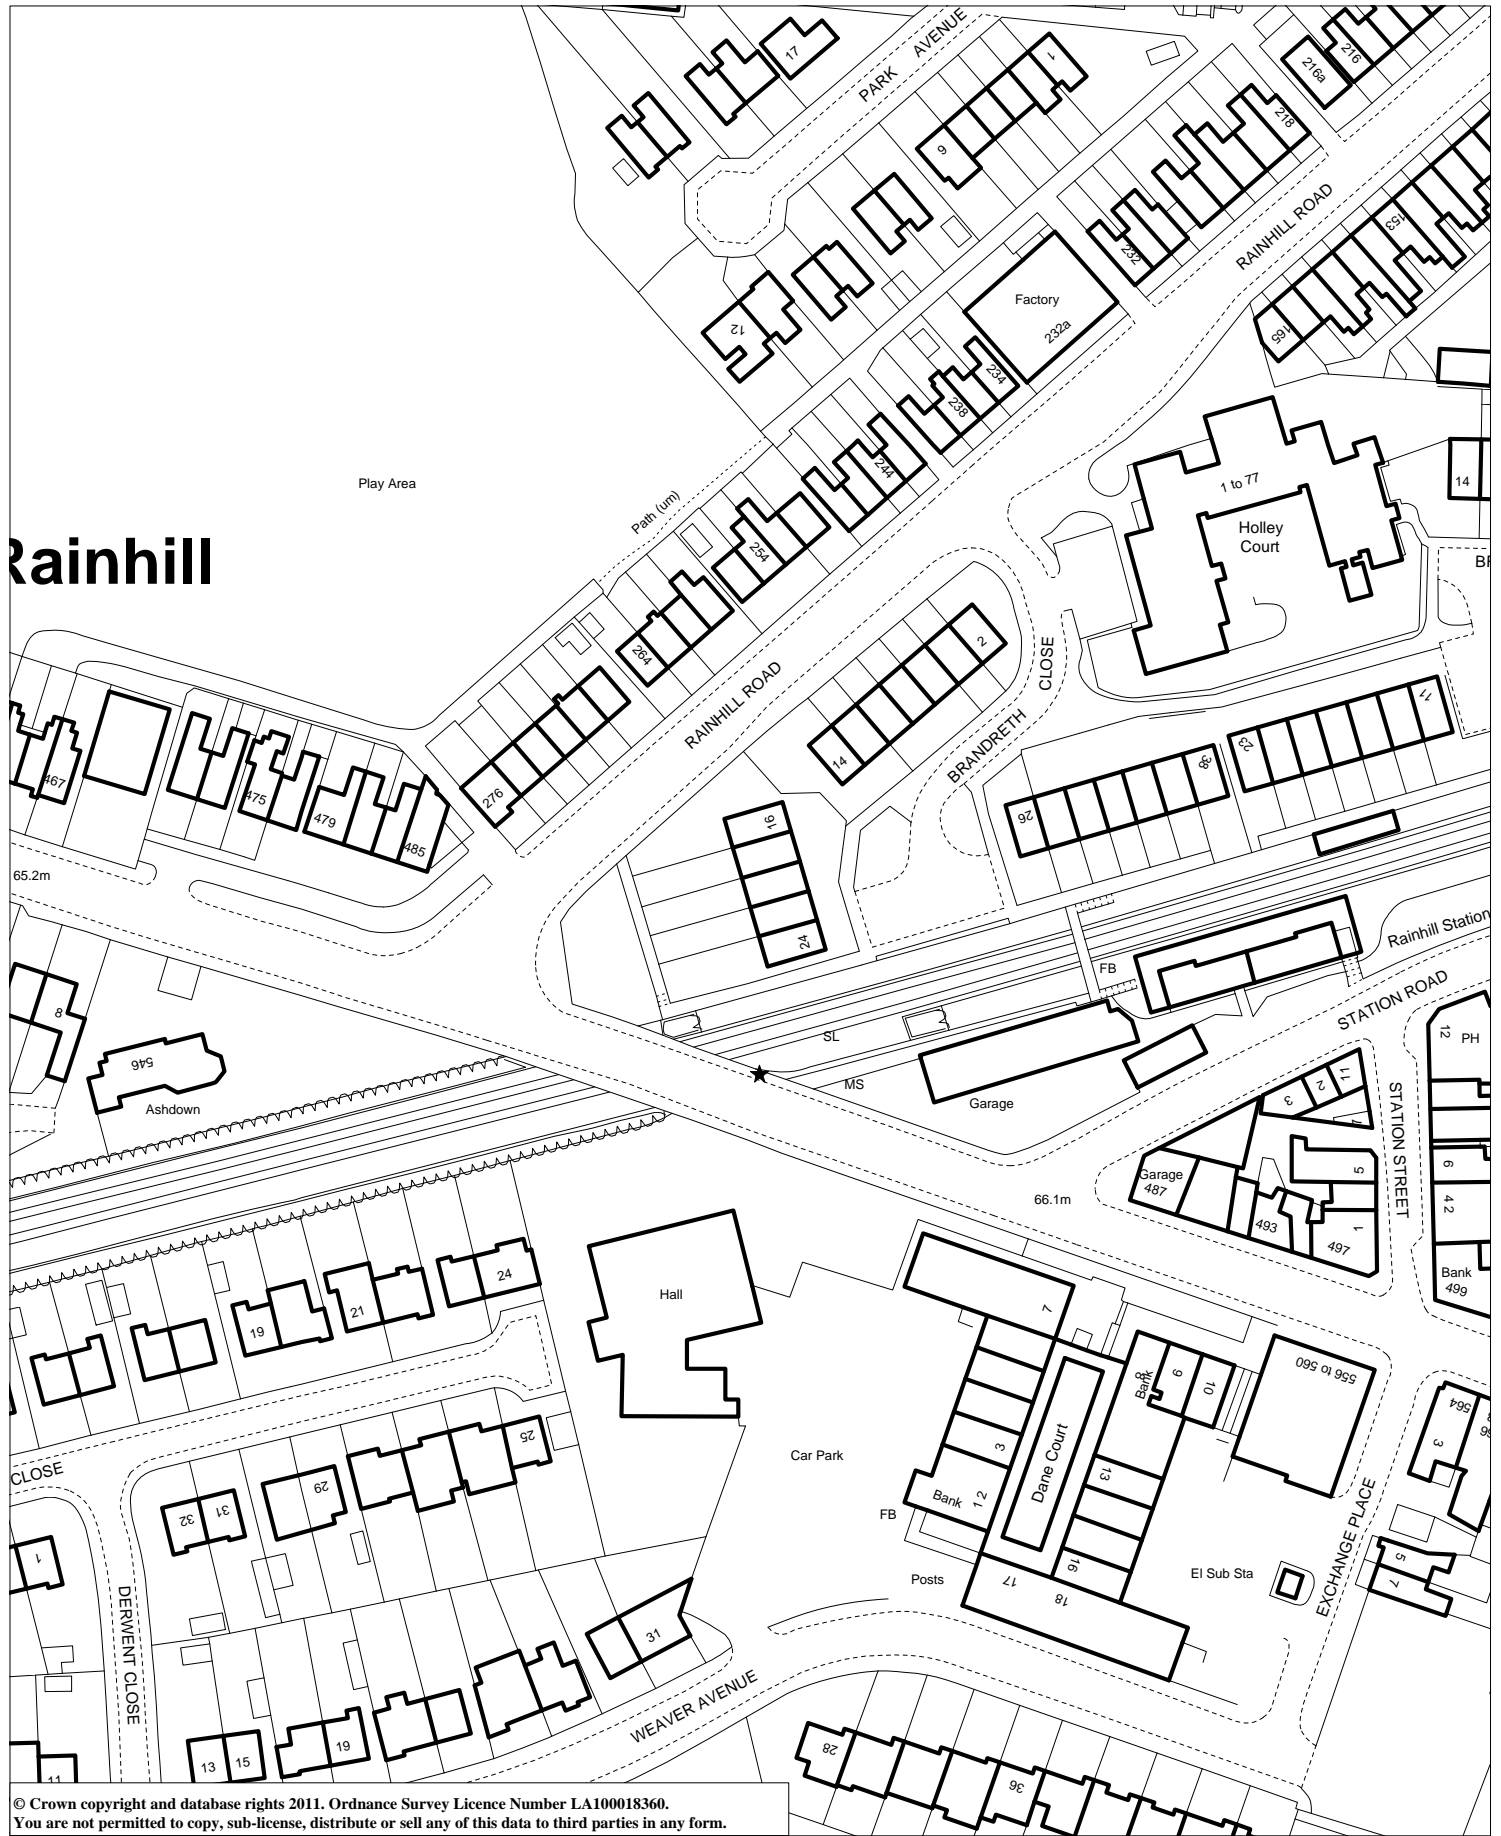 17
PARK AVENUE
1
9
216
216a
218
232
RAINHILL ROAD
153
165
12
Factory
232a
234
238
244
1 to 77
Holley
Court
14
Play Area
Path (um)
254
264
Rainhill
2
14
RAINHILL ROAD
CLOSE
BRANDRETH
11
23
38
26
467
475
479
485
276
16
24
65.2m
8
546
Ashdown
FB
SL
MS
Garage
Rainhill Station
STATION ROAD
12
PH
11
2
3
7
STATION STREET
5
6
4 2
Garage
487
493
497
1
Bank
499
66.1m
24
21
19
Hall
7
Bank
8
9
10
556 to 560
564
3
CLOSE
25
29
31
32
Car Park
3
Dane Court
13
Bank
1 2
FB
16
17
18
Posts
El Sub Sta
EXCHANGE PLACE
5
7
1
DERWENT CLOSE
31
WEAVER AVENUE
13
15
19
11
28
36
© Crown copyright and database rights 2011. Ordnance Survey Licence Number LA100018360.
You are not permitted to copy, sub-license, distribute or sell any of this data to third parties in any form.